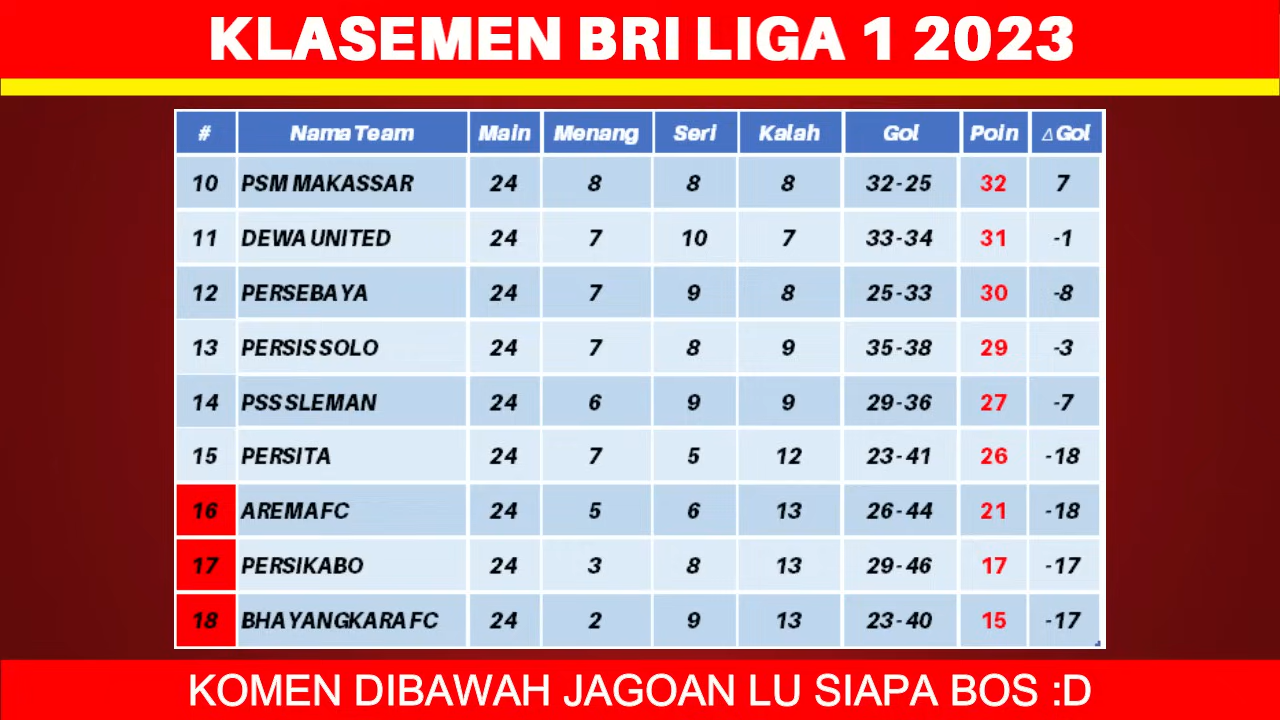 KLASEMEN BRI LIGA 1 2023
# Nama Team Main Menang Seri Kalah Gol Poin △ Gol
10 PSM MAKASSAR 24 8 8 8 32-25 32 7
11 DEWA UNITED 24 7 10 7 33-34 31 -1
12 PERSEBAYA 24 7 9 8 25-33 30 -8
13 PERSIS SOLO 24 7 8 9 35-38 29 -3
14 PSS SLEMAN 24 6 9 9 29-36 27 -7
15 PERSITA 24 7 5 12 23-41 26 -18
16 AREMA FC 24 5 6 13 26-44 21 -18
17 PERSIKABO 24 3 8 13 29-46 17 -17
18 BHAYANGKARA FC 24 2 9 13 23-40 15 -17
KOMEN DIBAWAH JAGOAN LU SIAPA BOS :D